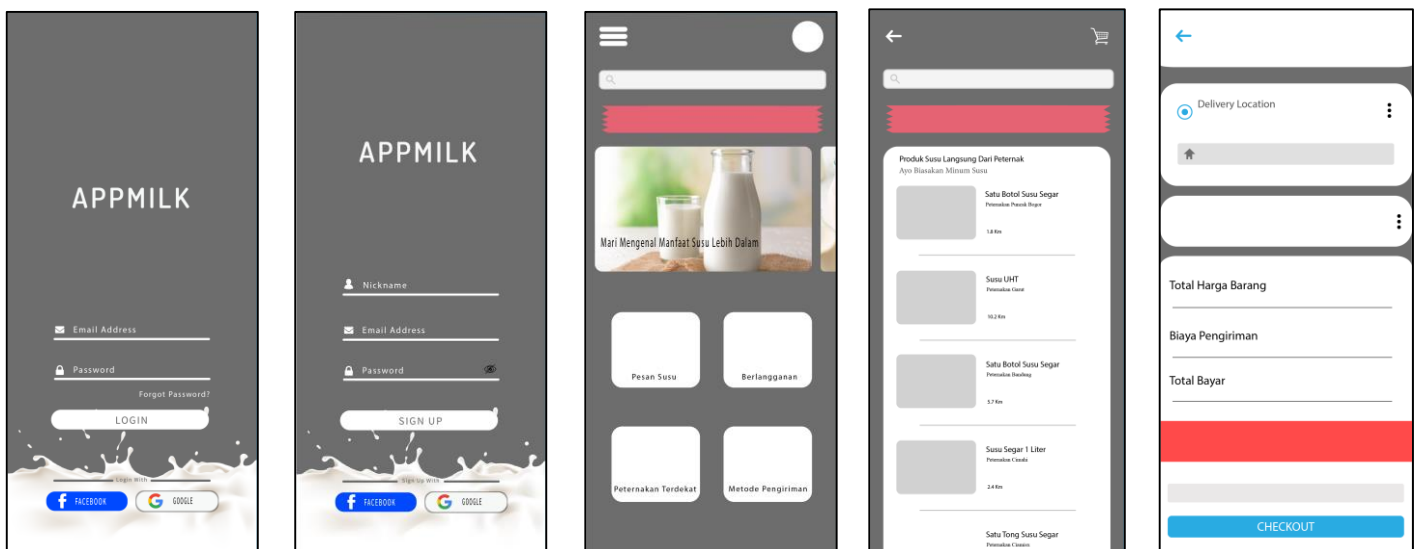 APPMILK
Email Address
Password
Forgot Password?
LOGIN
Login With
FACEBOOK
GOOGLE
APPMILK
Nickname
Email Address
Password
SIGN UP
Sign Up With
FACEBOOK
GOOGLE
Mari Mengenal Manfaat Susu Lebih Dalam
Pesan Susu
Berlangganan
Peternakan Terdekat
Metode Pengiriman
Produk Susu Langsung Dari Peternak
Ayo Biasakan Minum Susu
Satu Botol Susu Segar
Peternakan Puncak Bogor
1.8 Km
Susu UHT
Peternakan Garut
10.2 Km
Satu Botol Susu Segar
Peternakan Bandung
5.7 Km
Susu Segar 1 Liter
Peternakan Cimahi
2.4 Km
Satu Tong Susu Segar
Peternakan
Delivery Location
Total Harga Barang
Biaya Pengiriman
Total Bayar
CHECKOUT